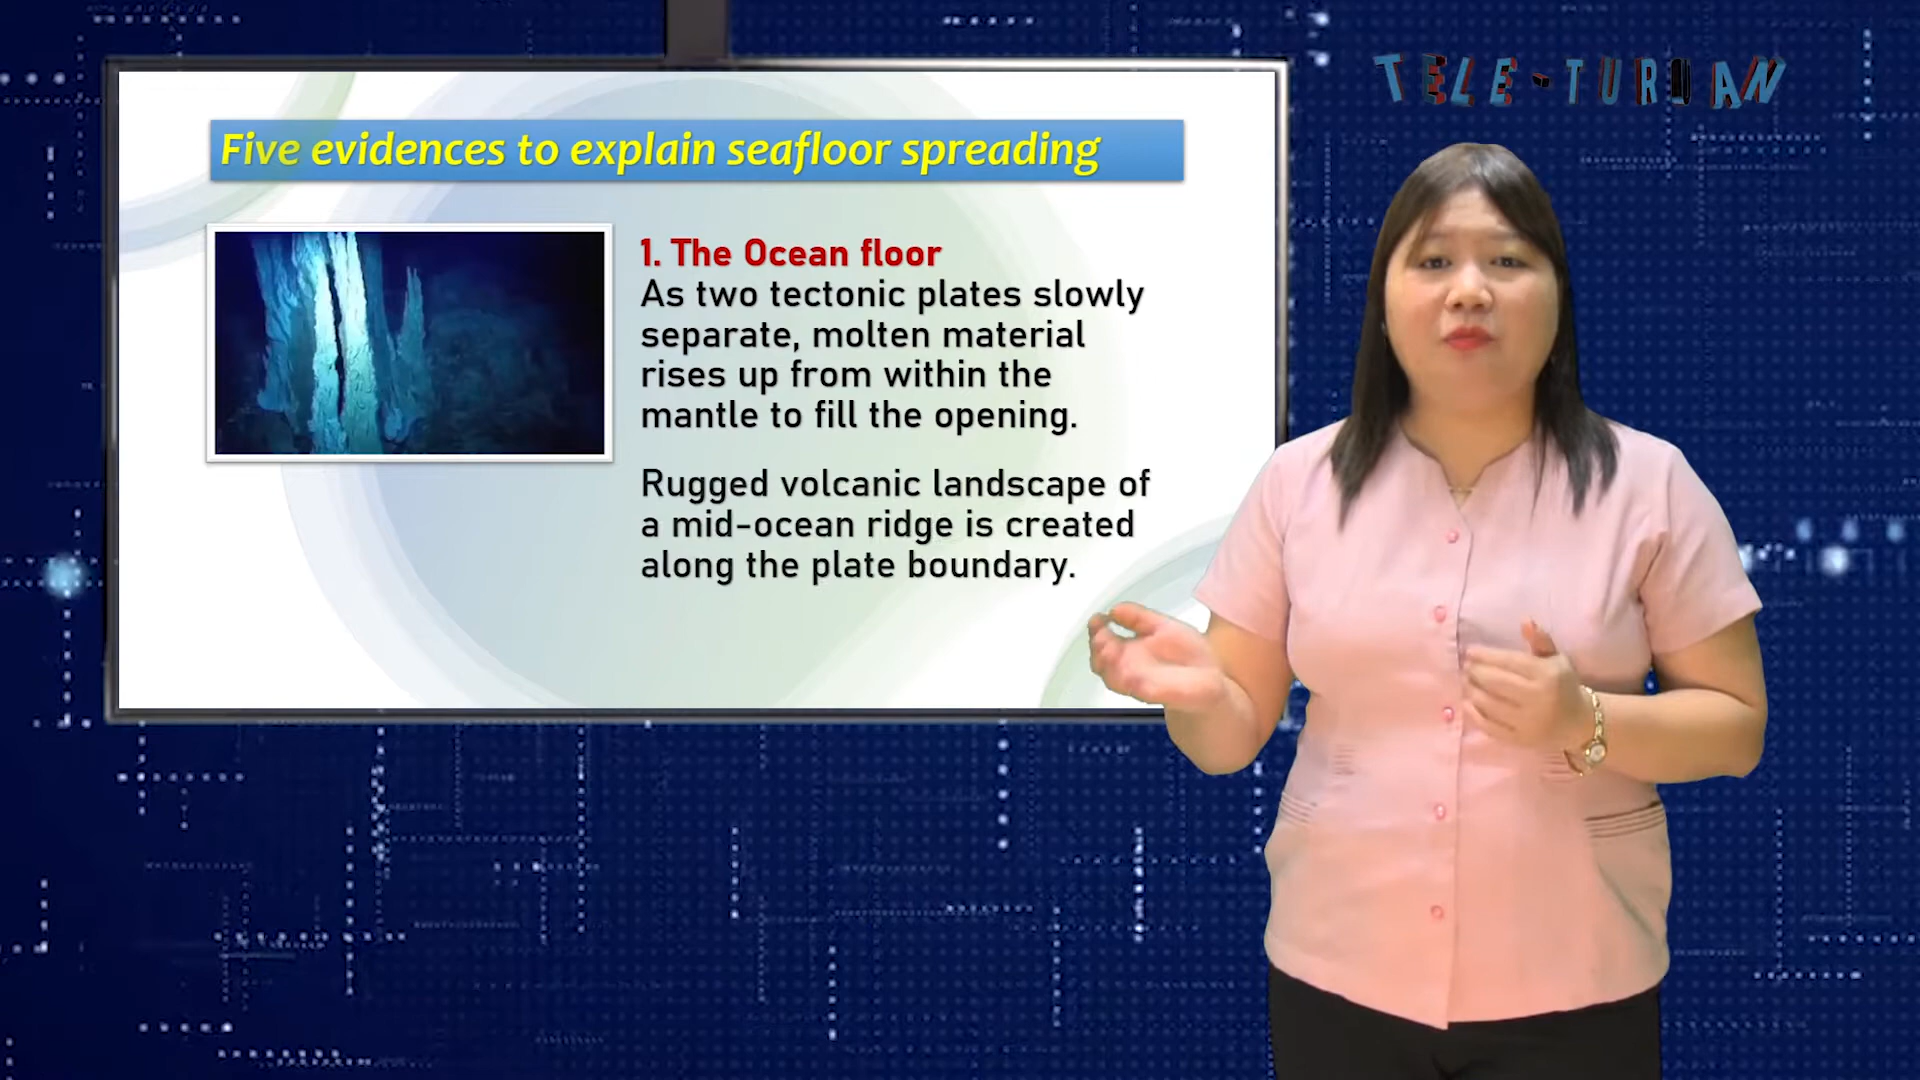 TELE-TURUAN
Five evidences to explain seafloor spreading
1. The Ocean floor
As two tectonic plates slowly
separate, molten material
rises up from within the
mantle to fill the opening.
Rugged volcanic landscape of
a mid-ocean ridge is created
along the plate boundary.